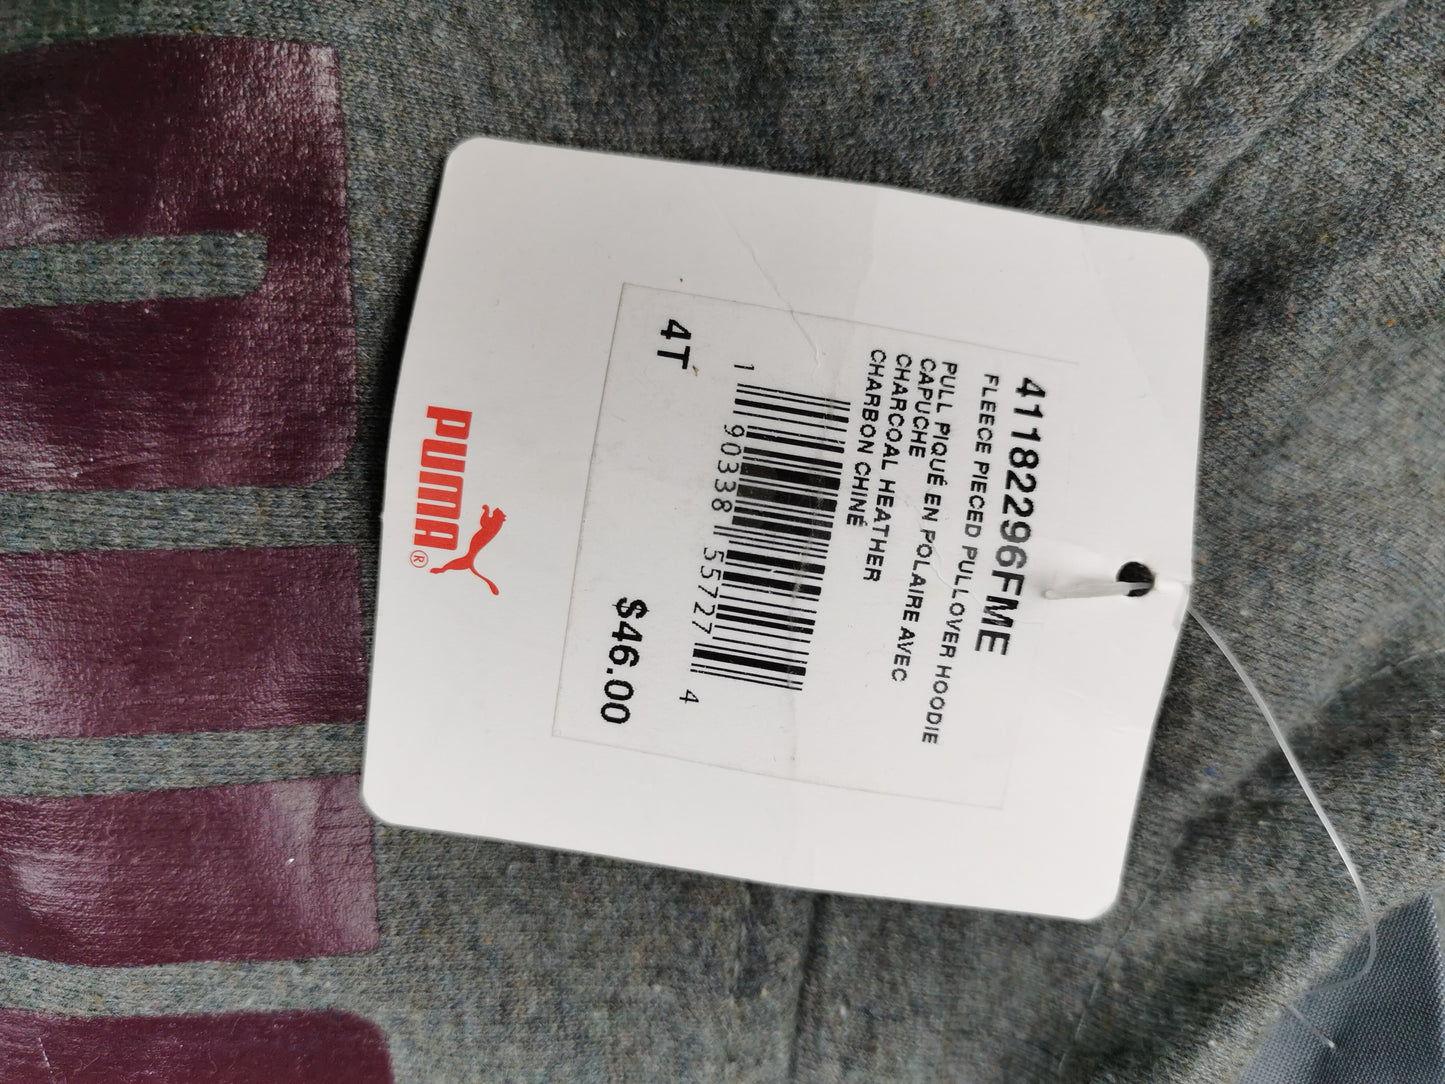 41182296FME
FLEECE PIECED PULLOVER HOODIE
PULL PIQUÉ EN POLAIRE AVEC
CAPUCHE
CHARCOAL HEATHER
CHARBON CHINÉ
1 90338 55727 4
4T $46.00
PUMA®